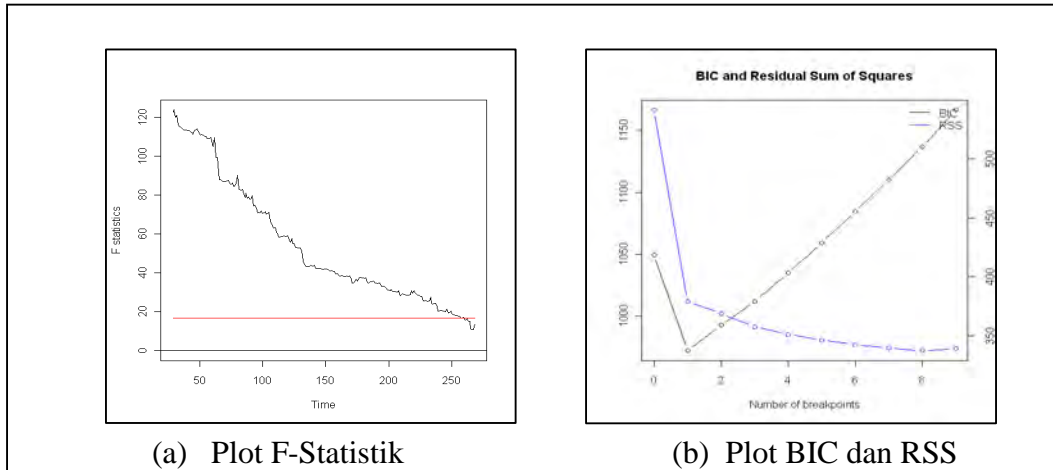 BIC and Residual Sum of Squares
BIC
RSS
F statistics
0 20 40 60 80 100 120
50 100 150 200 250
Time
1000 1050 1100 1150
350 400 450 500
0 2 4 6 8
Number of breakpoints
(a) Plot F-Statistik
(b) Plot BIC dan RSS